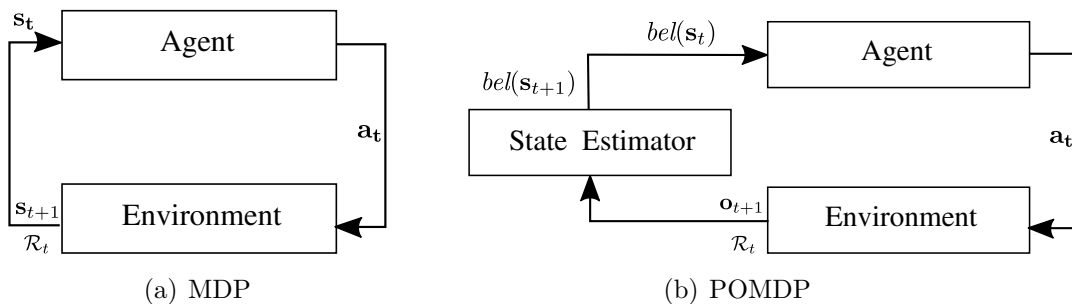 s_t
Agent
a_t
s_{t+1}
Environment
R_t
(a) MDP
bel(s_t)
Agent
bel(s_{t+1})
State Estimator
a_t
o_{t+1}
Environment
R_t
(b) POMDP